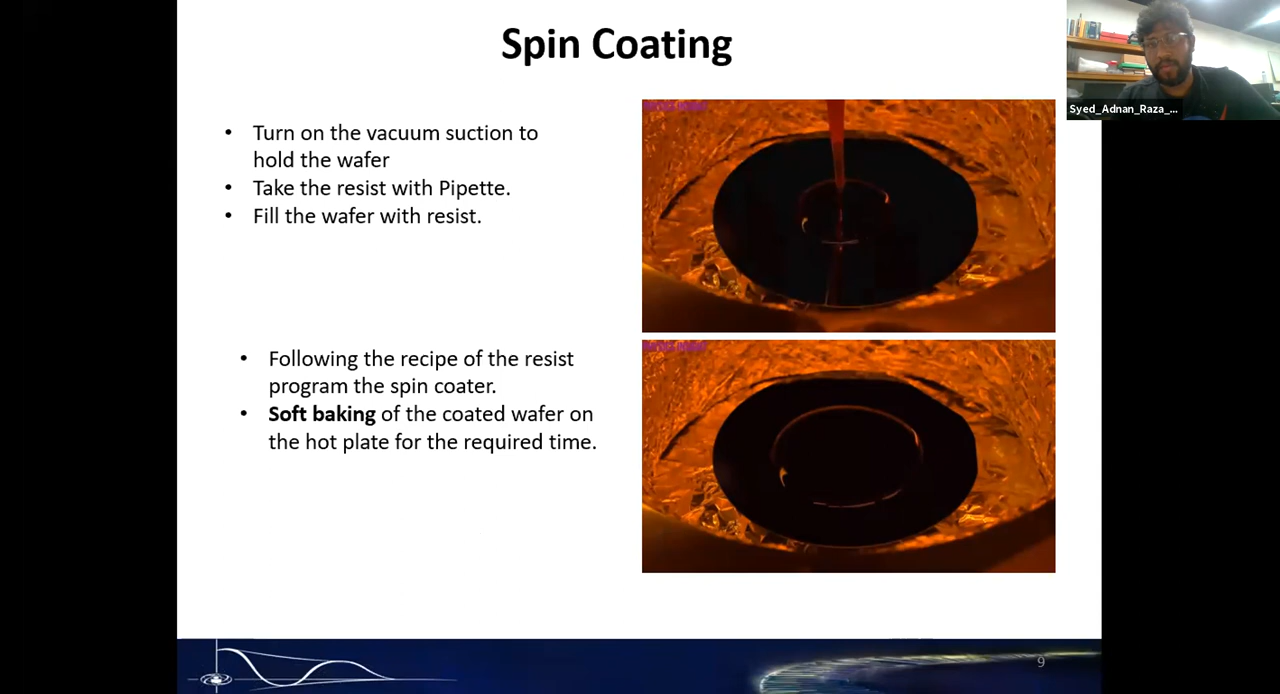 Spin Coating
Syed_Adnan_Raza_...
• Turn on the vacuum suction to
hold the wafer
• Take the resist with Pipette.
• Fill the wafer with resist.
• Following the recipe of the resist
program the spin coater.
• Soft baking of the coated wafer on
the hot plate for the required time.
9